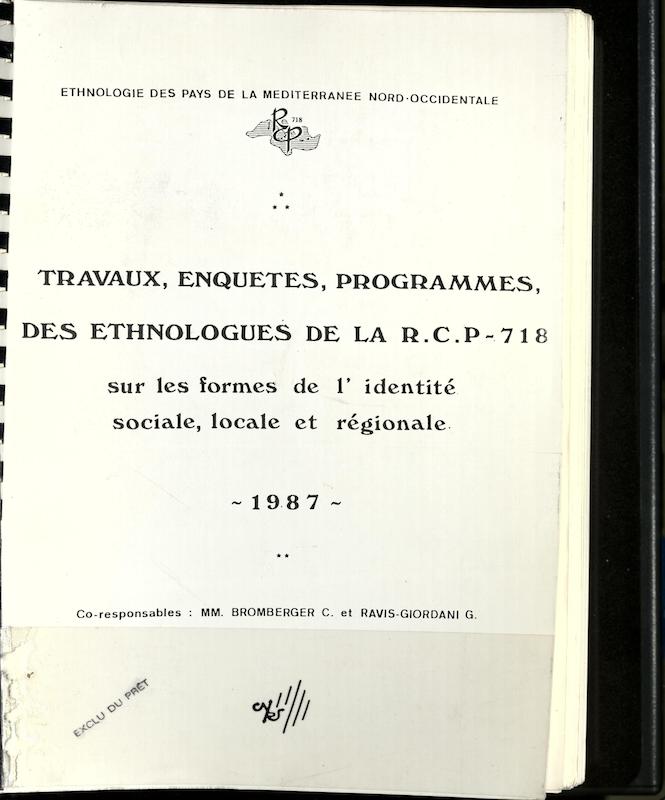 ETHNOLOGIE DES PAYS DE LA MEDITERRANEE NORD-OCCIDENTALE
RCP 718
TRAVAUX, ENQUETES, PROGRAMMES,
DES ETHNOLOGUES DE LA R.C.P-718
sur les formes de l' identité
sociale, locale et régionale.
~ 1987 ~
Co-responsables : MM. BROMBERGER C. et RAVIS-GIORDANI G.
EXCLU DU PRÊT